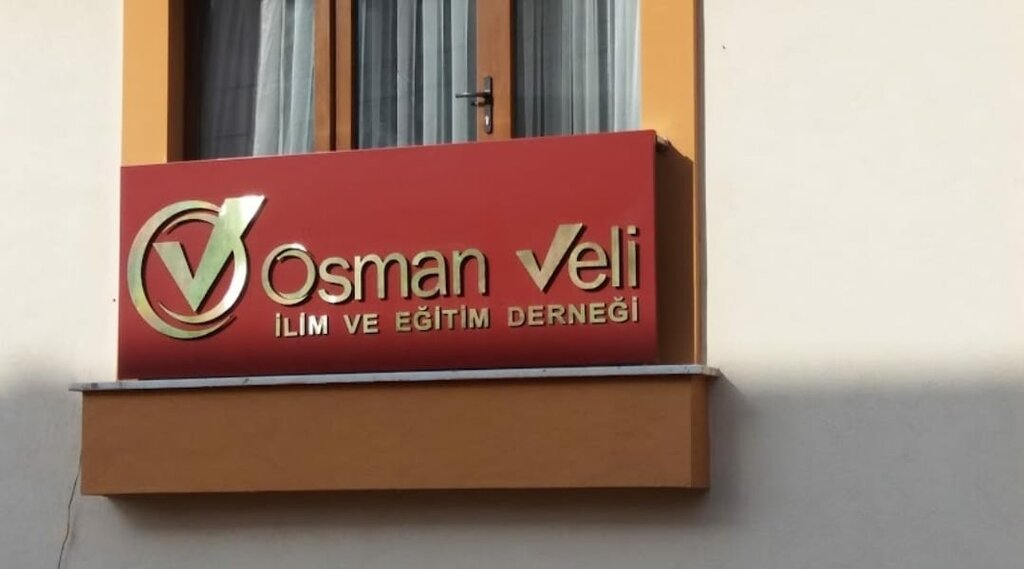 Osman Veli
İLİM VE EĞİTİM DERNEĞİ